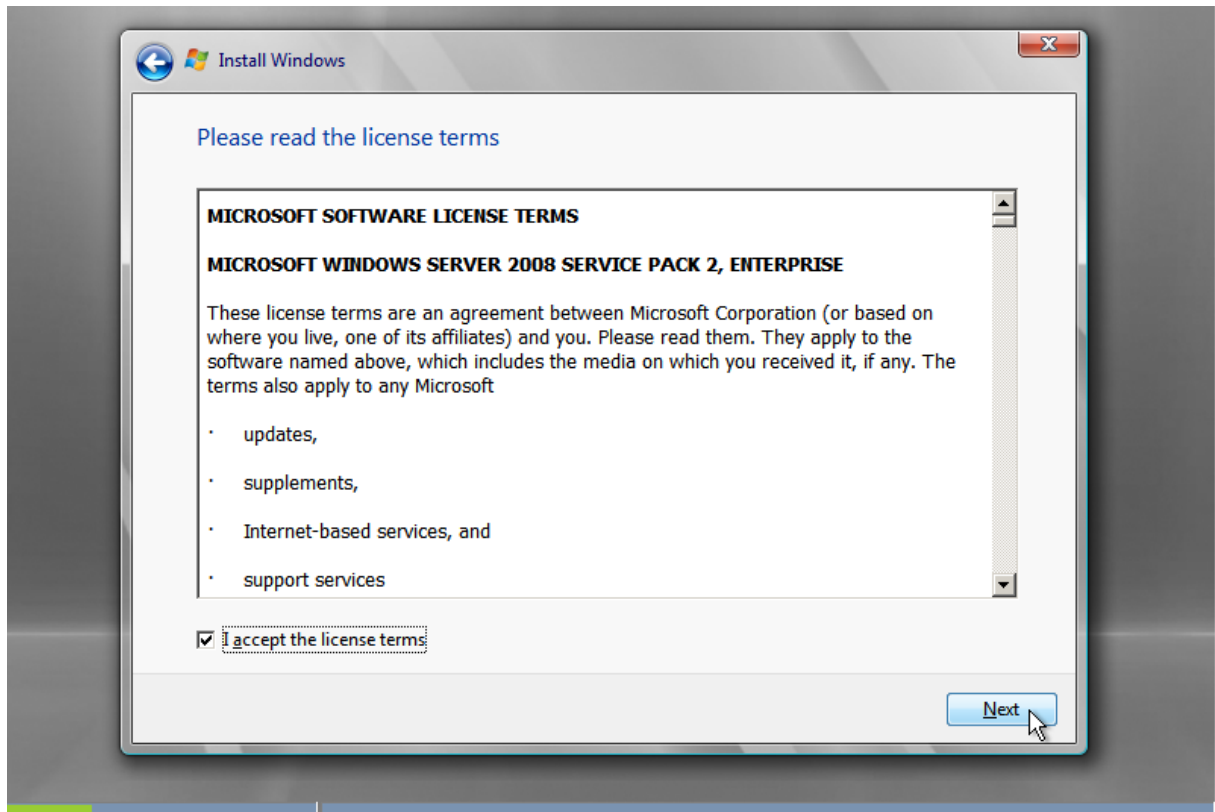 Install Windows
Please read the license terms
MICROSOFT SOFTWARE LICENSE TERMS
MICROSOFT WINDOWS SERVER 2008 SERVICE PACK 2, ENTERPRISE
These license terms are an agreement between Microsoft Corporation (or based on
where you live, one of its affiliates) and you. Please read them. They apply to the
software named above, which includes the media on which you received it, if any. The
terms also apply to any Microsoft
· updates,
· supplements,
· Internet-based services, and
· support services
I accept the license terms
Next